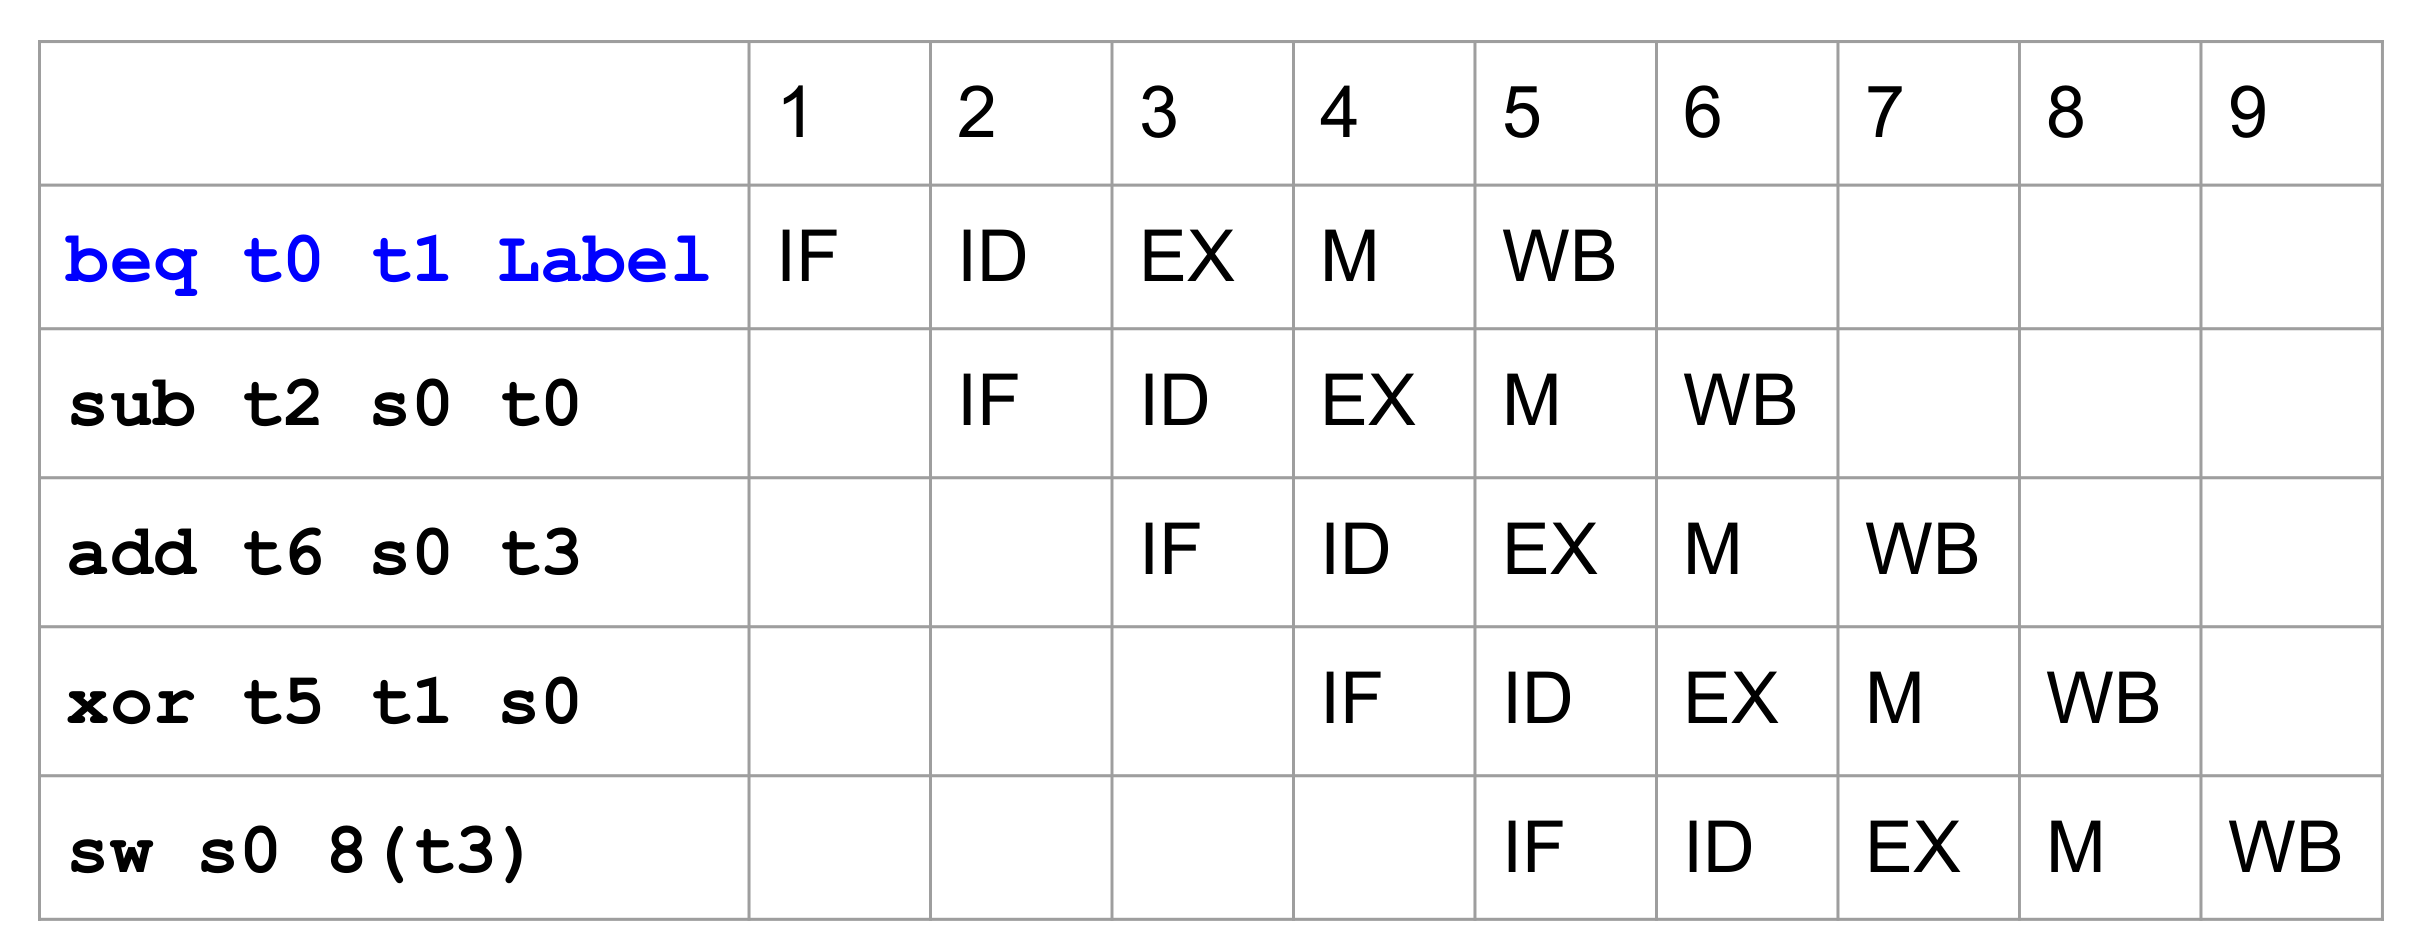 1 2 3 4 5 6 7 8 9
beq t0 t1 Label IF ID EX M WB
sub t2 s0 t0 IF ID EX M WB
add t6 s0 t3 IF ID EX M WB
xor t5 t1 s0 IF ID EX M WB
sw s0 8(t3) IF ID EX M WB